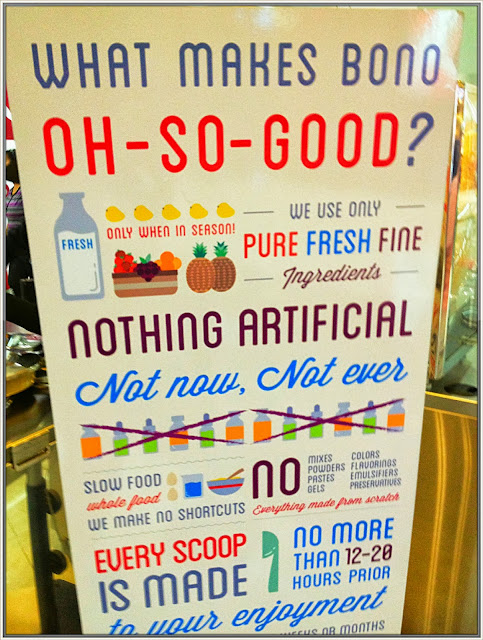 WHAT MAKES BONO
OH-SO-GOOD?
FRESH
ONLY WHEN IN SEASON!
WE USE ONLY
PURE FRESH FINE
Ingredients
NOTHING ARTIFICIAL
Not now, Not ever
SLOW FOOD
whole food
WE MAKE NO SHORTCUTS
NO
MIXES
POWDERS
PASTES
GELS
COLORS
FLAVORINGS
EMULSIFIERS
PRESERVATIVES
Everything made from scratch
EVERY SCOOP
IS MADE
NO MORE
THAN 12-20
HOURS PRIOR
to your enjoyment
WEEKS OR MONTHS